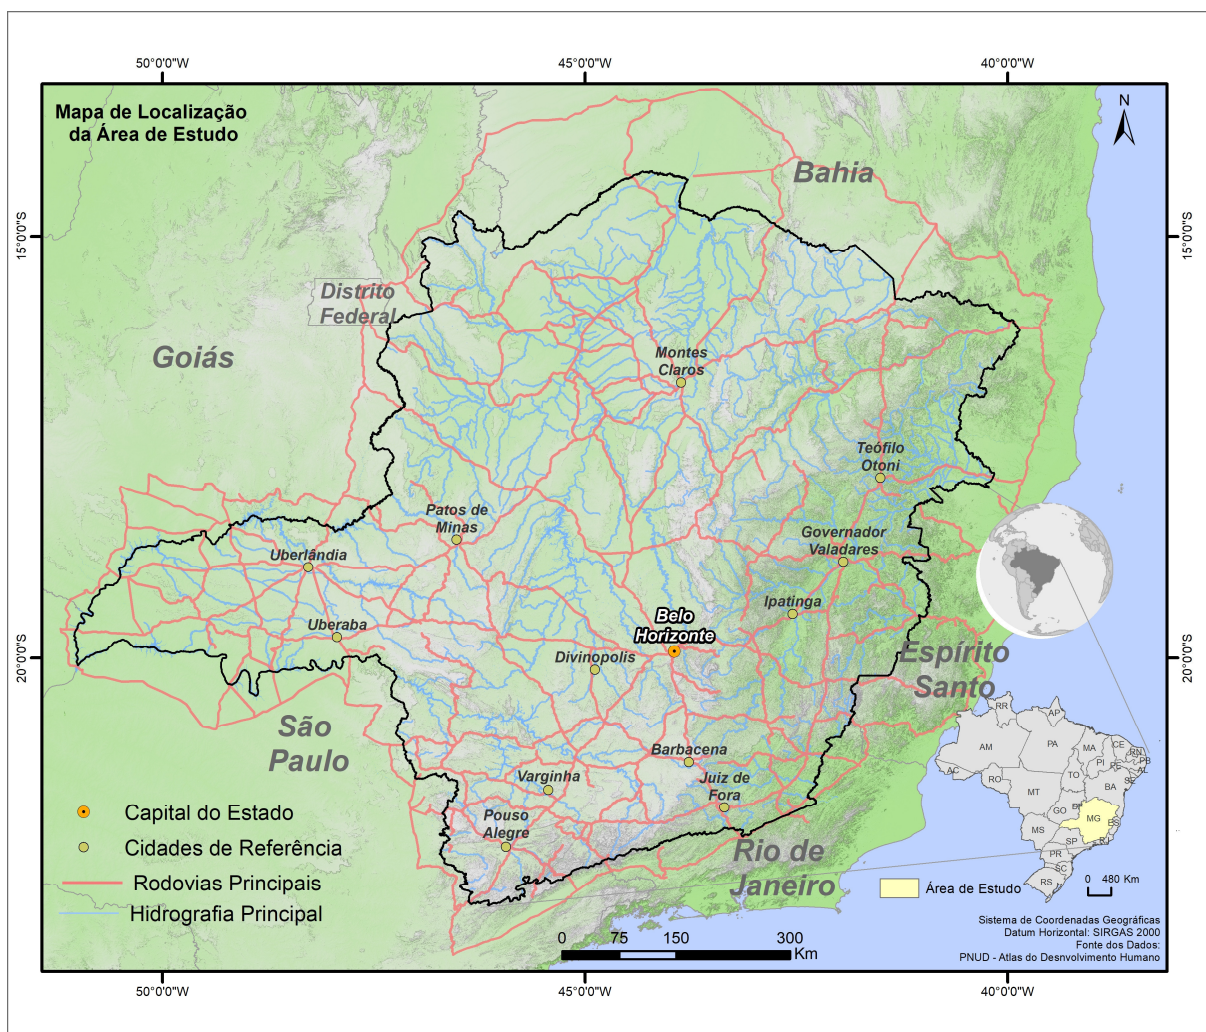 50°0'0"W
45°0'0"W
40°0'0"W
Mapa de Localização
da Área de Estudo
N
Bahia
15°0'0"S
15°0'0"S
Distrito
Federal
Goiás
Montes
Claros
Teófilo
Otoni
Patos de
Minas
Governador
Valadares
Uberlândia
Ipatinga
Belo
Horizonte
Uberaba
Divinopolis
20°0'0"S
20°0'0"S
Espírito
Santo
São
Paulo
Barbacena
Varginha
Juiz de
Fora
Pouso
Alegre
Rio de
Janeiro
RR
AP
AM
PA
MA
CE
RN
PB
PI
PE
AL
SE
AC
RO
TO
BA
MT
GO
DF
MG
ES
MS
SP
RJ
PR
SC
RS
Capital do Estado
Cidades de Referência
Rodovias Principais
Hidrografia Principal
Área de Estudo
0 480 Km
0 75 150 300
Km
Sistema de Coordenadas Geográficas
Datum Horizontal: SIRGAS 2000
Fonte dos Dados:
PNUD - Atlas do Desnvolvimento Humano
50°0'0"W
45°0'0"W
40°0'0"W